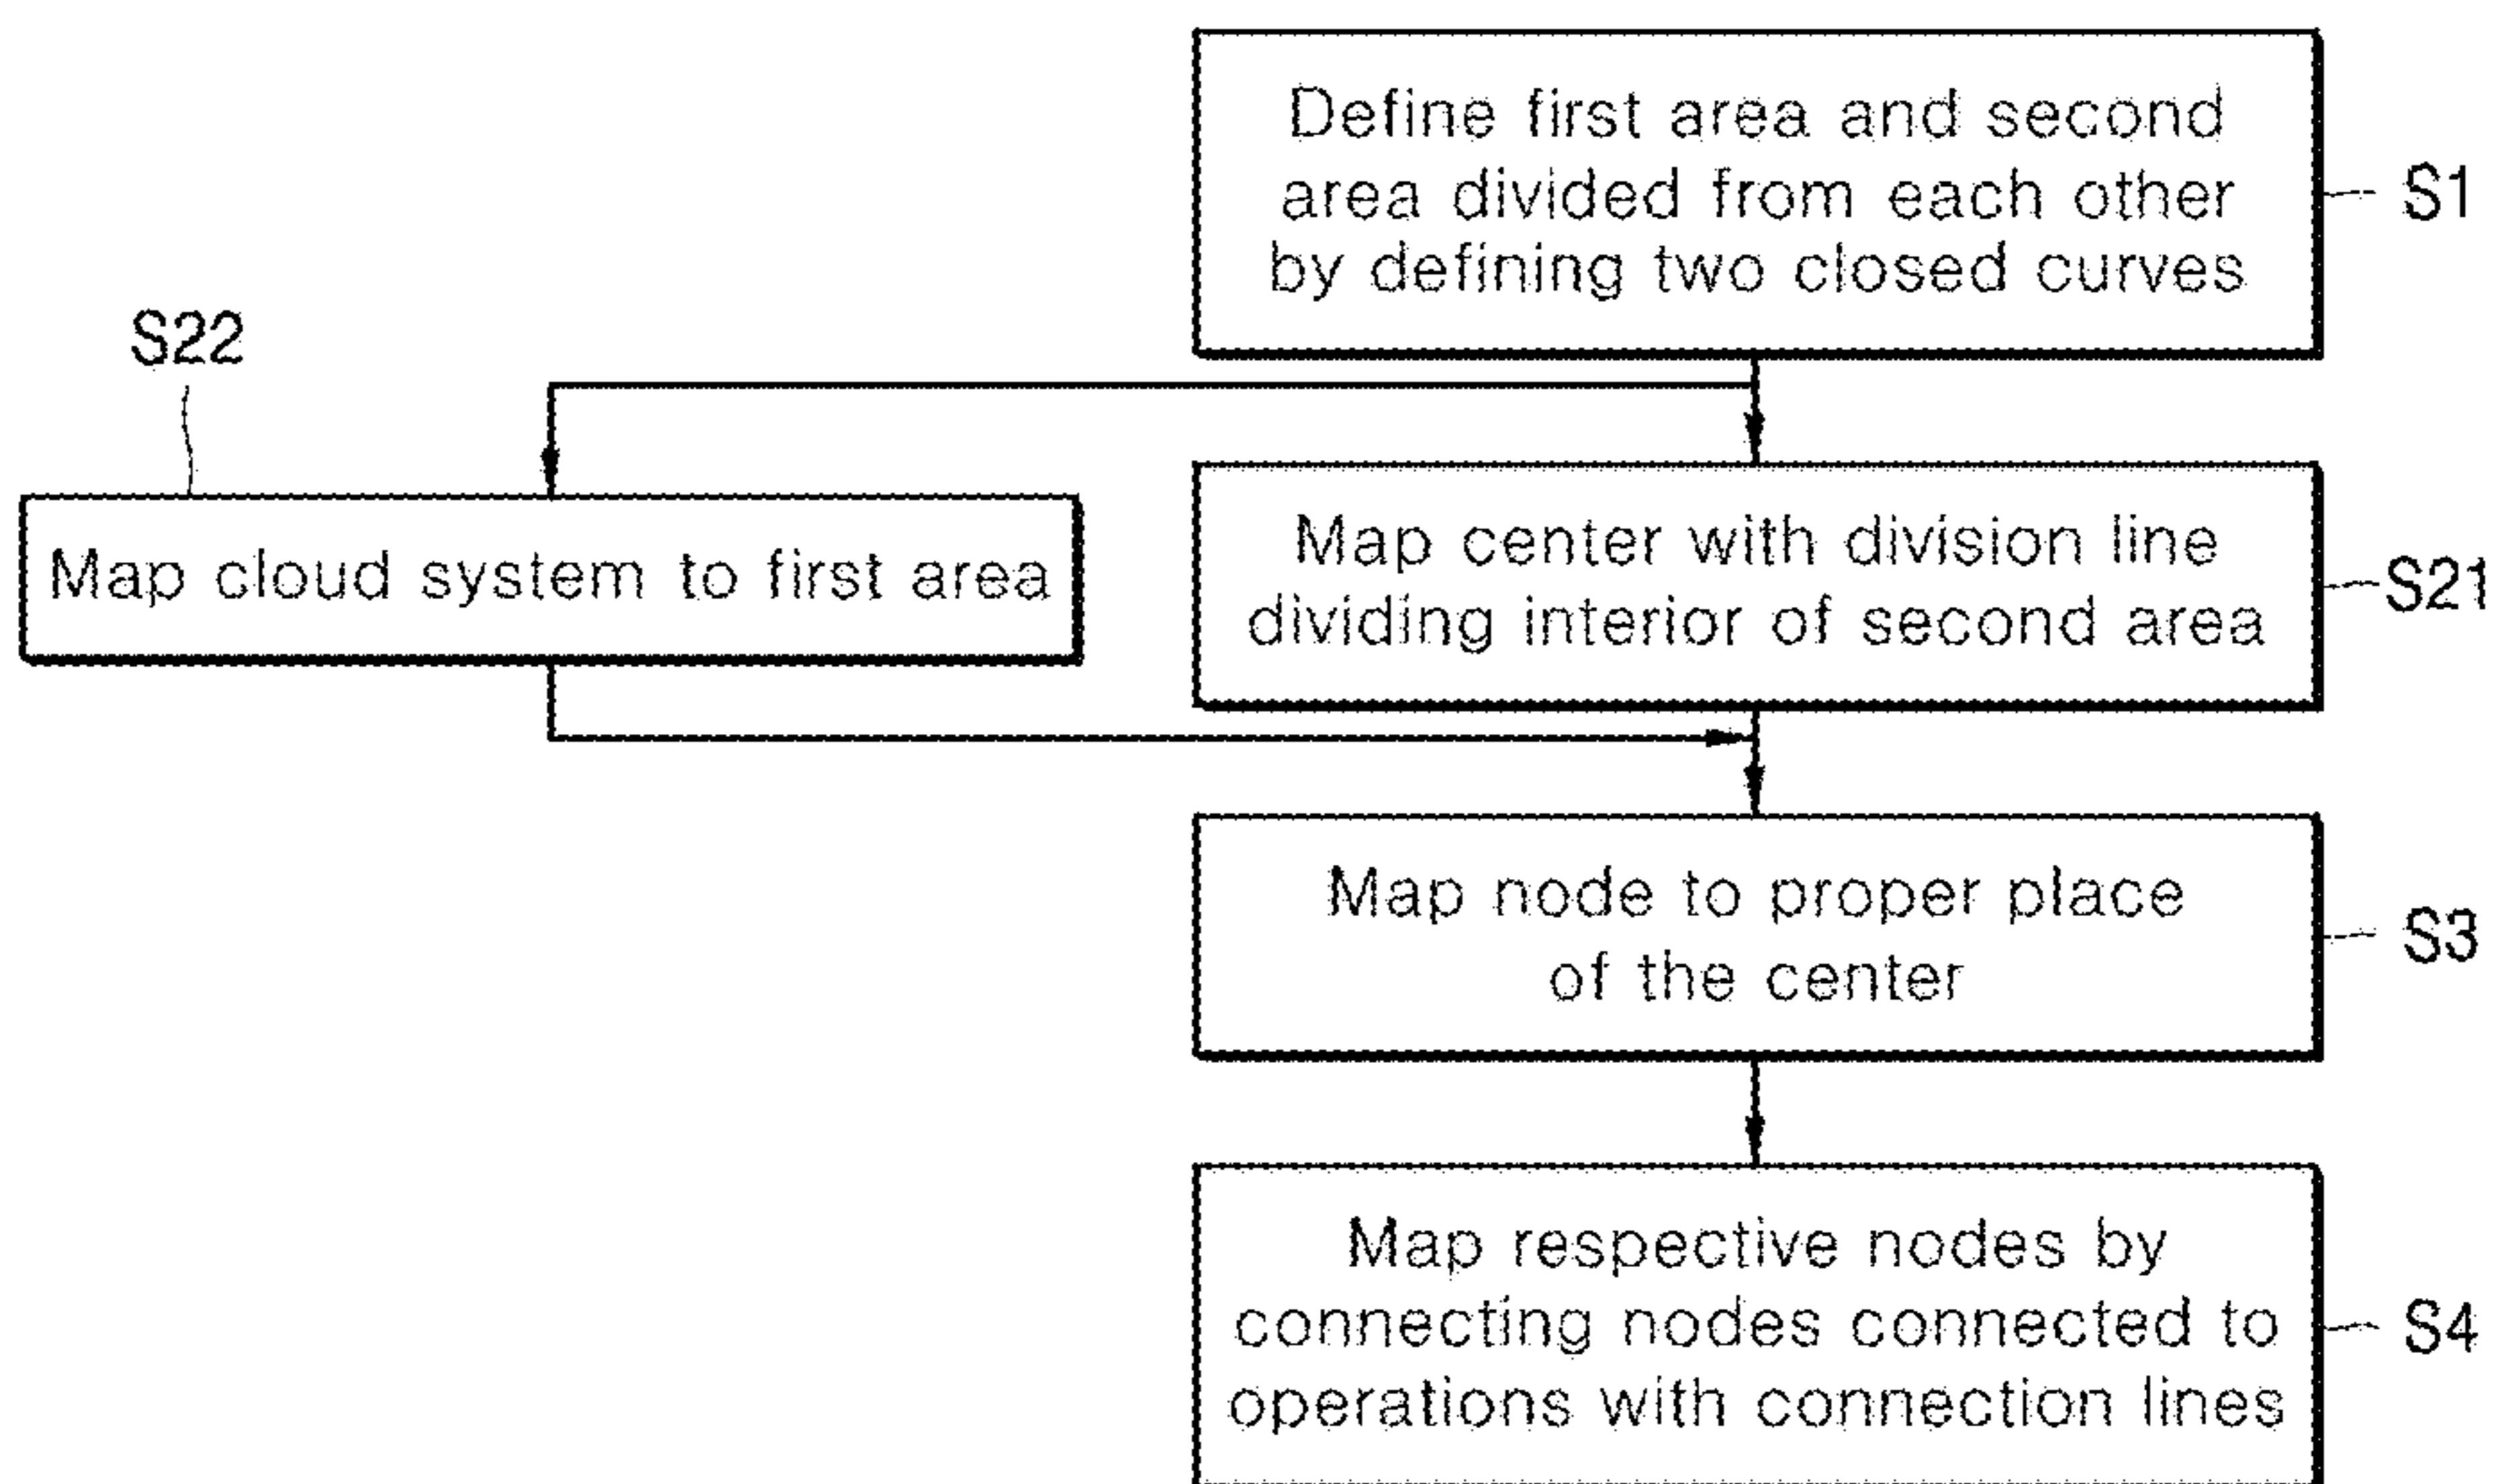 Define first area and second
area divided from each other
by defining two closed curves
S1
S22
Map cloud system to first area
Map center with division line
dividing interior of second area
S21
Map node to proper place
of the center
S3
Map respective nodes by
connecting nodes connected to
operations with connection lines
S4